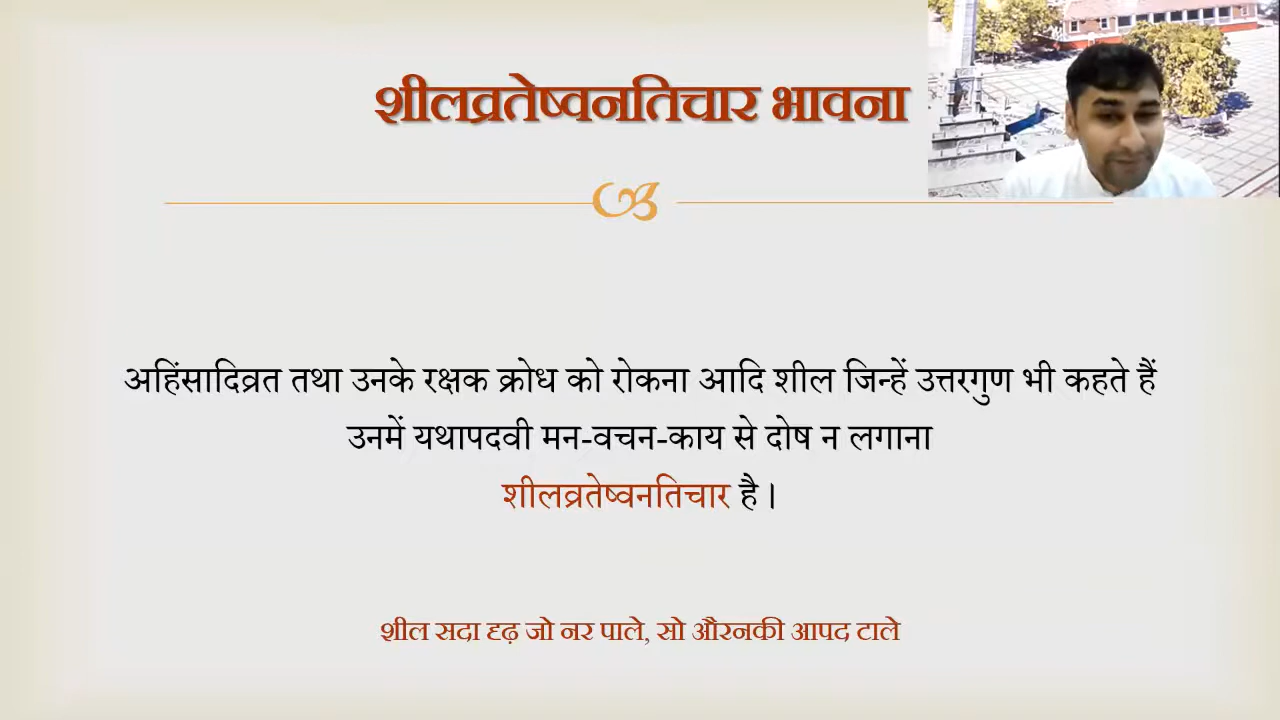 शीलव्रतेष्वनतिचार भावना
अहिंसादिव्रत तथा उनके रक्षक क्रोध को रोकना आदि शील जिन्हें उत्तरगुण भी कहते हैं
उनमें यथापदवी मन-वचन-काय से दोष न लगाना
शीलव्रतेष्वनतिचार है ।
शील सदा दृढ़ जो नर पाले, सो औरनकी आपद टाले